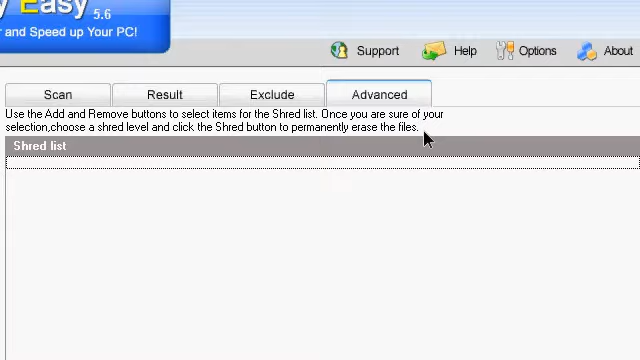 Easy 5.6
and Speed up Your PC!
Support Help Options About
Scan Result Exclude Advanced
Use the Add and Remove buttons to select items for the Shred list. Once you are sure of your
selection,choose a shred level and click the Shred button to permanently erase the files.
Shred list